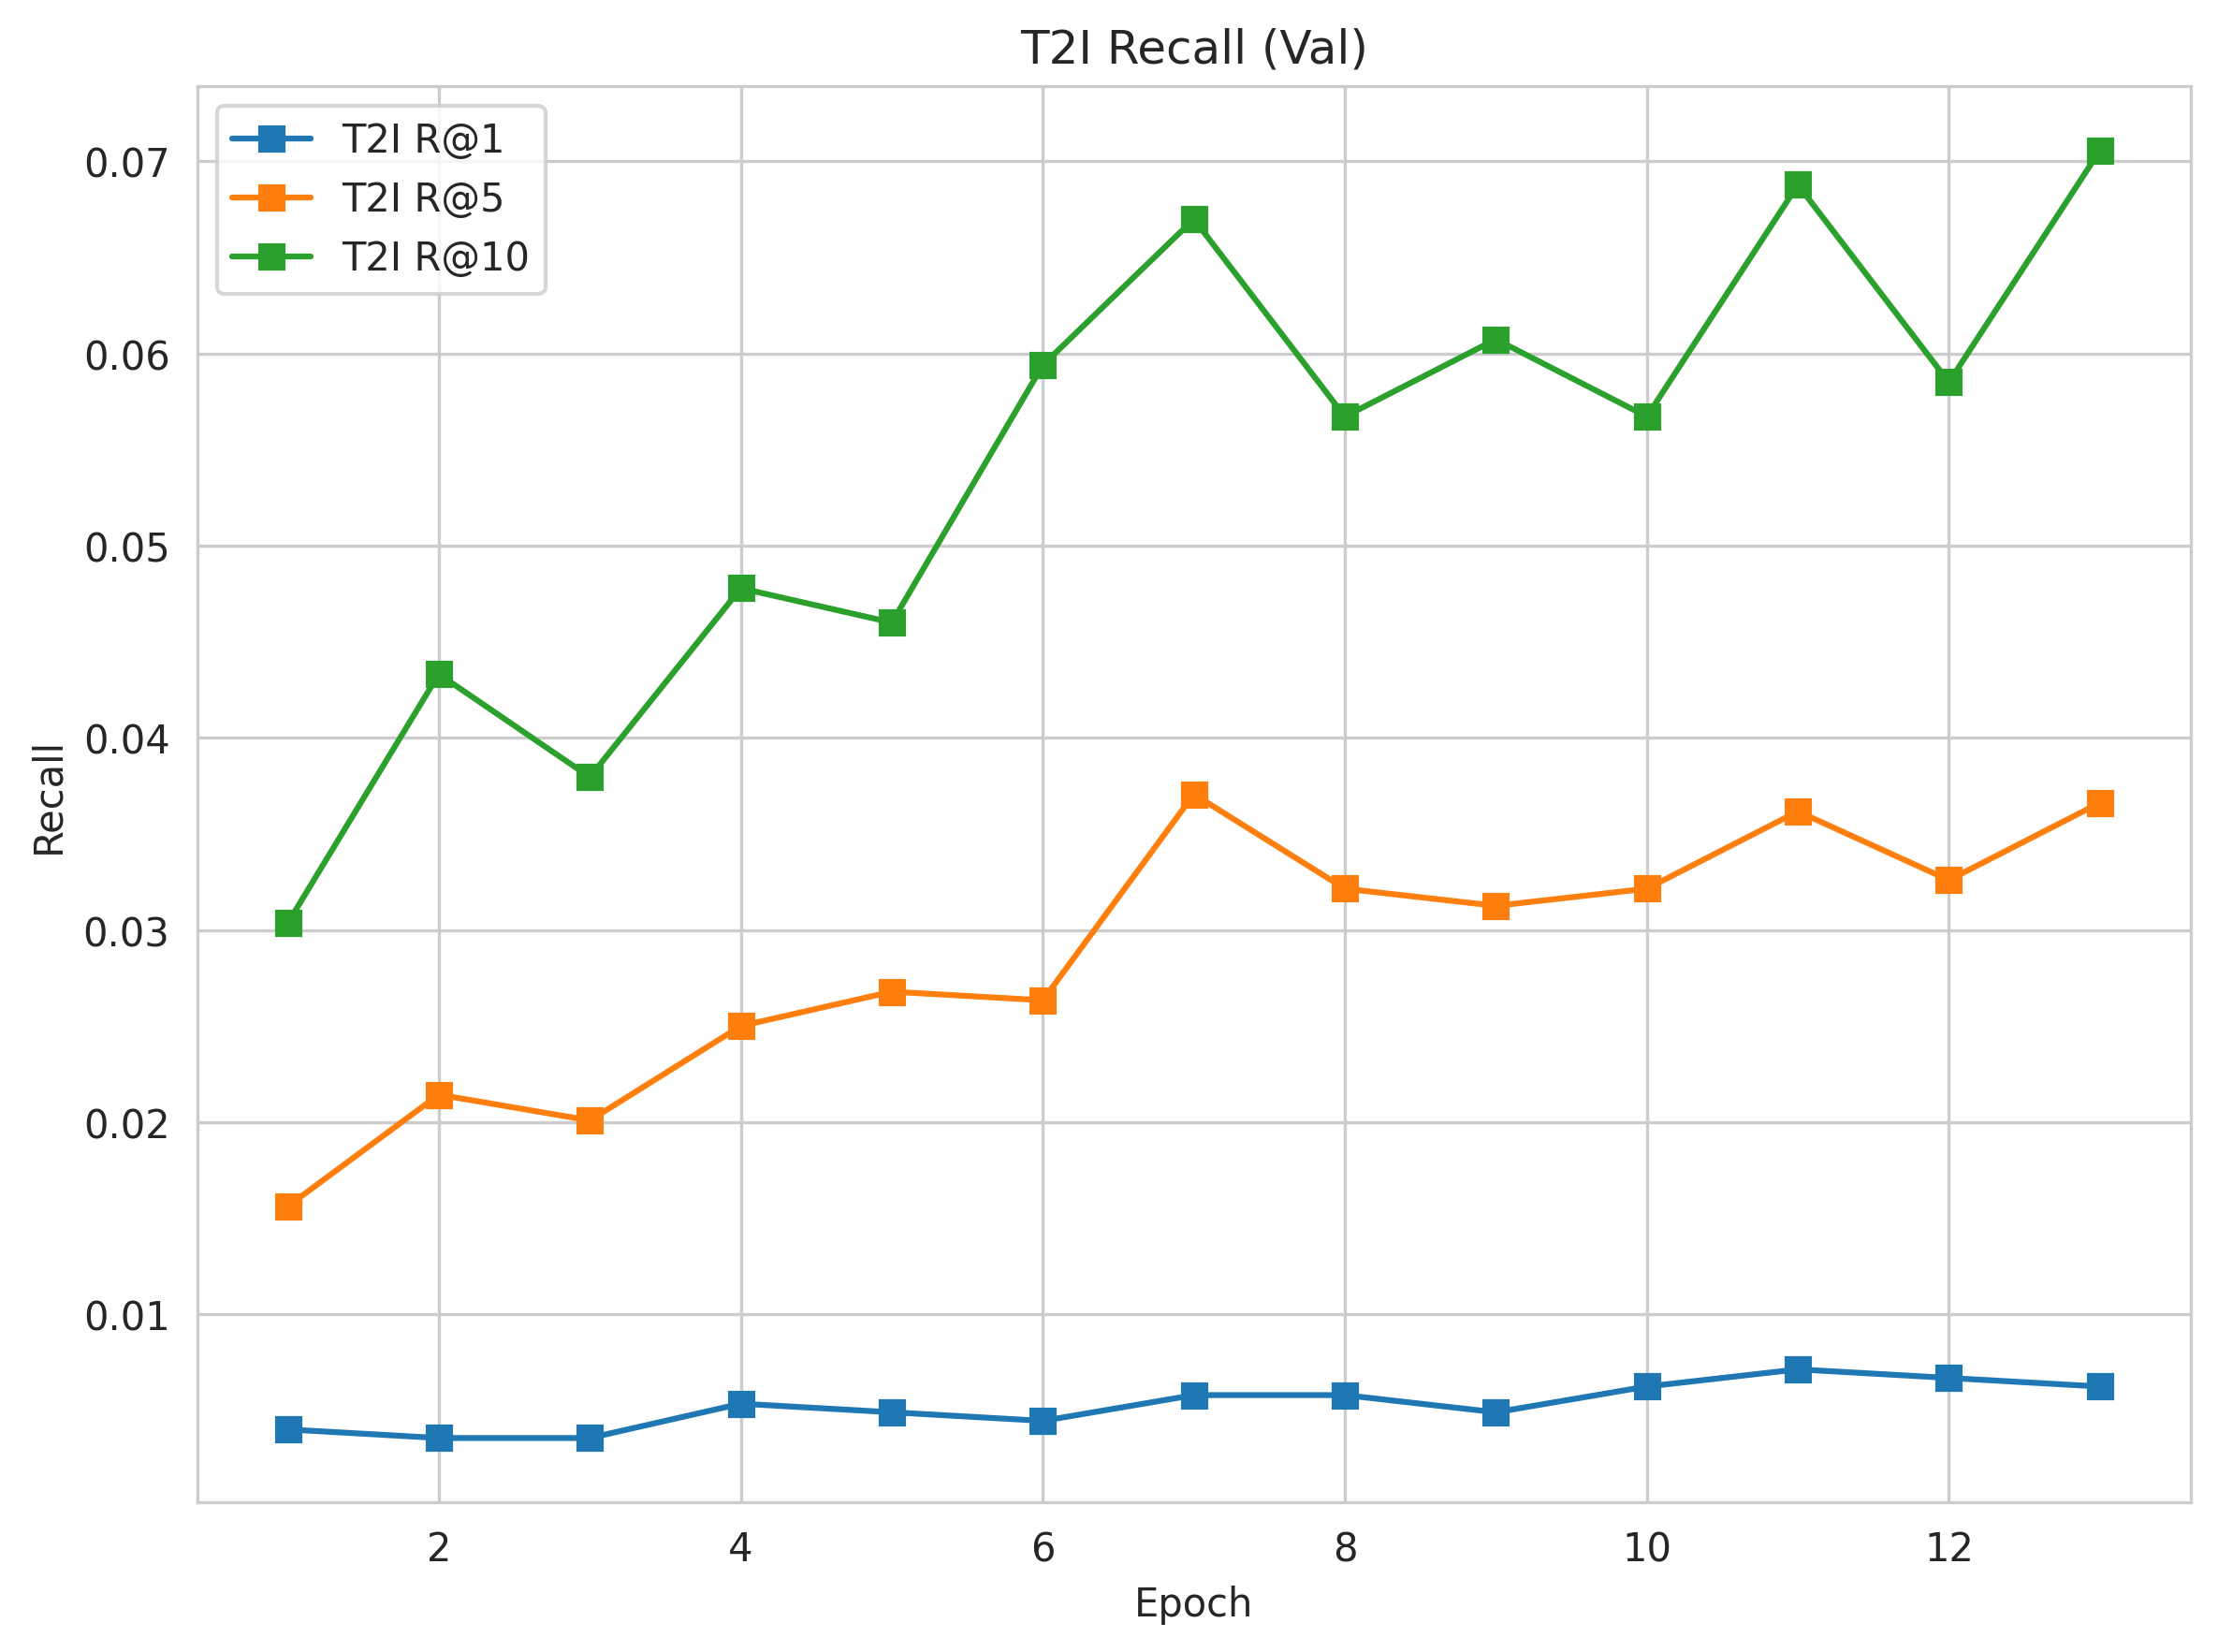 T2I Recall (Val)
T2I R@1
T2I R@5
T2I R@10
0.07
0.06
0.05
0.04
0.03
0.02
0.01
Recall
2 4 6 8 10 12
Epoch